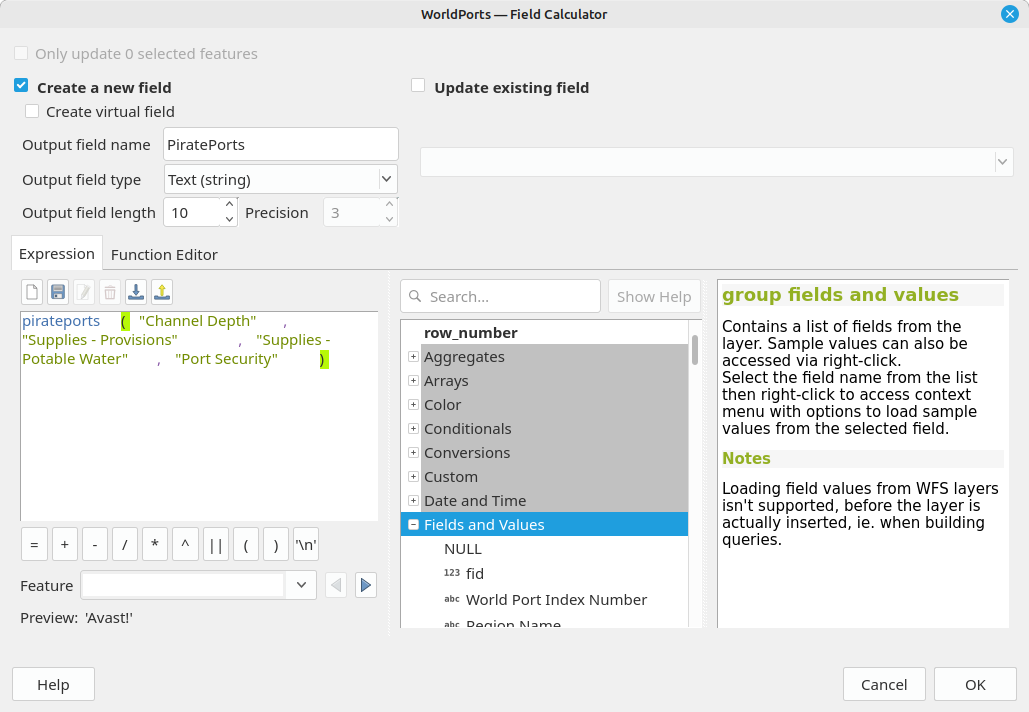 WorldPorts — Field Calculator
Only update 0 selected features
Create a new field
Update existing field
Create virtual field
Output field name PiratePorts
Output field type Text (string)
Output field length 10 Precision 3
Expression Function Editor
Search… Show Help
pirateports ( "Channel Depth" ,
"Supplies - Provisions" , "Supplies -
Potable Water" , "Port Security" )
= + - / * ^ || ( ) '\n'
Feature
Preview: 'Avast!'
row_number
Aggregates
Arrays
Color
Conditionals
Conversions
Custom
Date and Time
Fields and Values
NULL
123 fid
abc World Port Index Number
abc Region Name
group fields and values
Contains a list of fields from the
layer. Sample values can also be
accessed via right-click.
Select the field name from the list
then right-click to access context
menu with options to load sample
values from the selected field.
Notes
Loading field values from WFS layers
isn't supported, before the layer is
actually inserted, ie. when building
queries.
Help Cancel OK